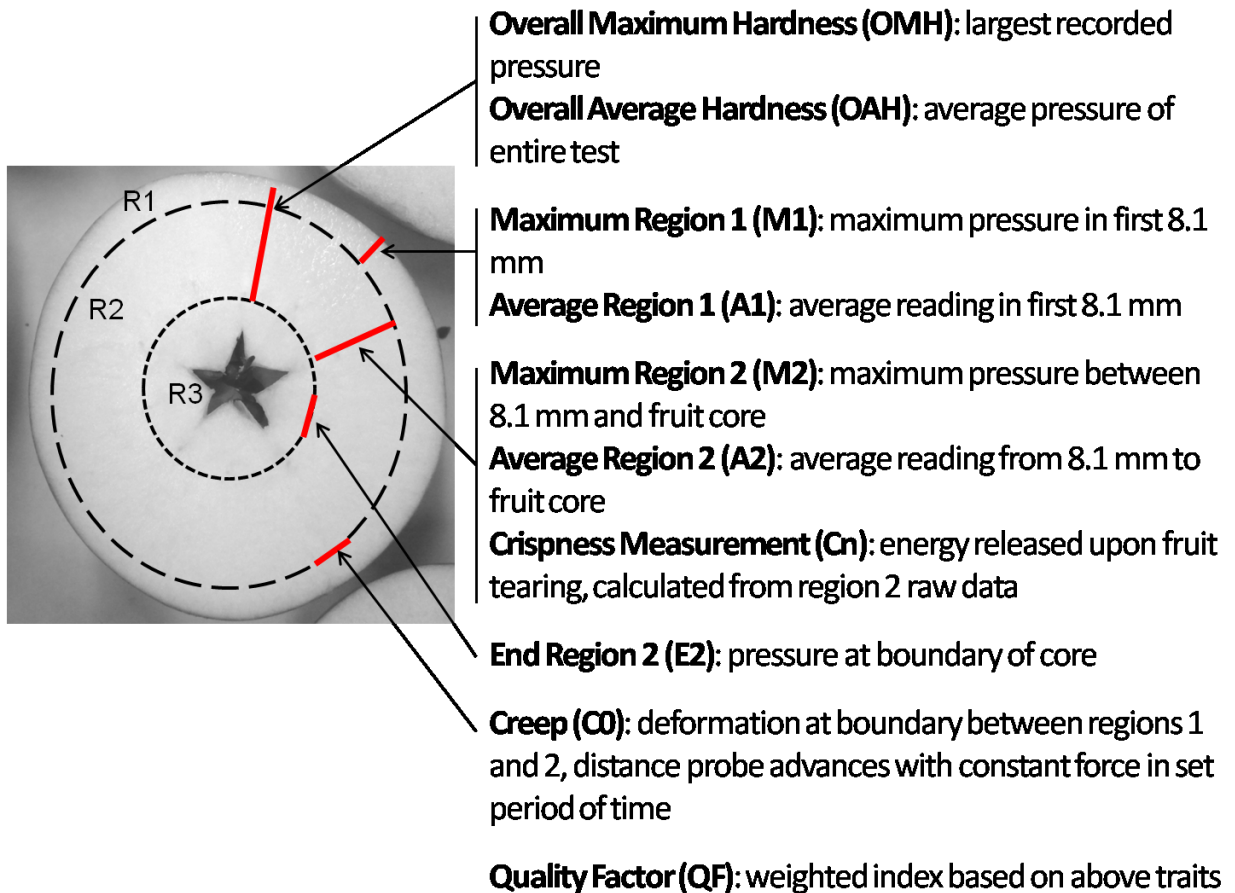 Overall Maximum Hardness (OMH): largest recorded
pressure
Overall Average Hardness (OAH): average pressure of
entire test
R1
Maximum Region 1 (M1): maximum pressure in first 8.1
mm
Average Region 1 (A1): average reading in first 8.1 mm
R2
Maximum Region 2 (M2): maximum pressure between
8.1 mm and fruit core
R3
Average Region 2 (A2): average reading from 8.1 mm to
fruit core
Crispness Measurement (Cn): energy released upon fruit
tearing, calculated from region 2 raw data
End Region 2 (E2): pressure at boundary of core
Creep (C0): deformation at boundary between regions 1
and 2, distance probe advances with constant force in set
period of time
Quality Factor (QF): weighted index based on above traits